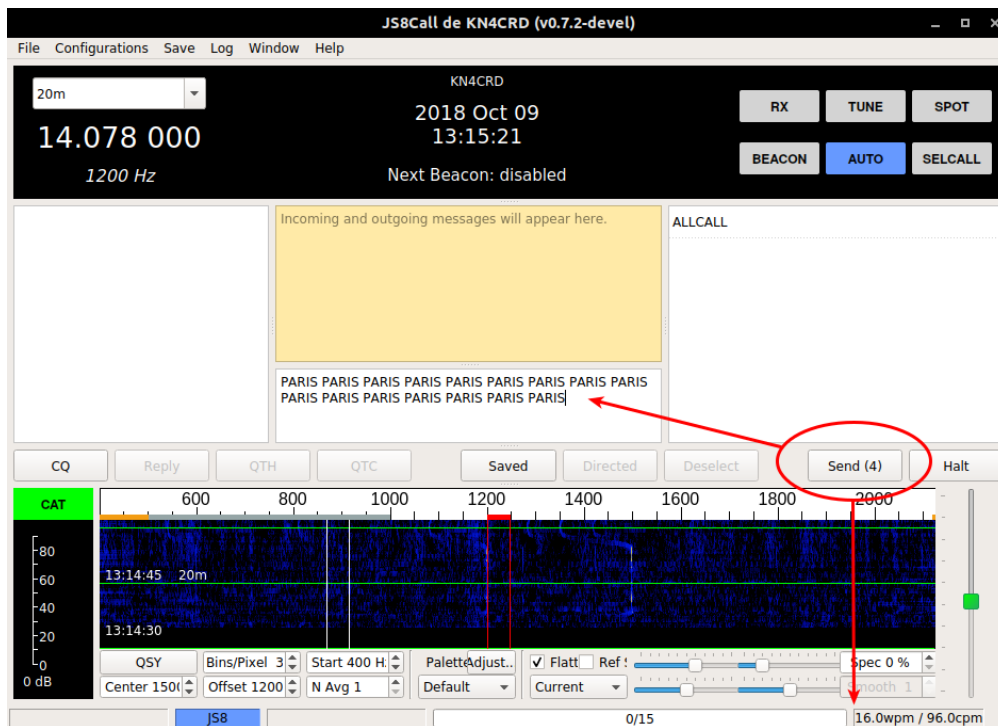 JS8Call de KN4CRD (v0.7.2-devel)
File Configurations Save Log Window Help
20m
14.078 000
1200 Hz
KN4CRD
2018 Oct 09
13:15:21
Next Beacon: disabled
RX TUNE SPOT
BEACON AUTO SELCALL
Incoming and outgoing messages will appear here.
ALLCALL
PARIS PARIS PARIS PARIS PARIS PARIS PARIS PARIS PARIS
PARIS PARIS PARIS PARIS PARIS PARIS PARIS
CQ Reply QTH QTC Saved Directed Deselect Send (4) Halt
CAT
600 800 1000 1200 1400 1600 1800 2000
80
60
40
20
0
0 dB
13:14:45 20m
13:14:30
QSY Bins/Pixel 3 Start 400 H Palette Adjust.. Flatt Ref Spec 0 %
Center 150 Offset 1200 N Avg 1 Default Current Smooth 1
JS8 0/15 16.0wpm / 96.0cpm